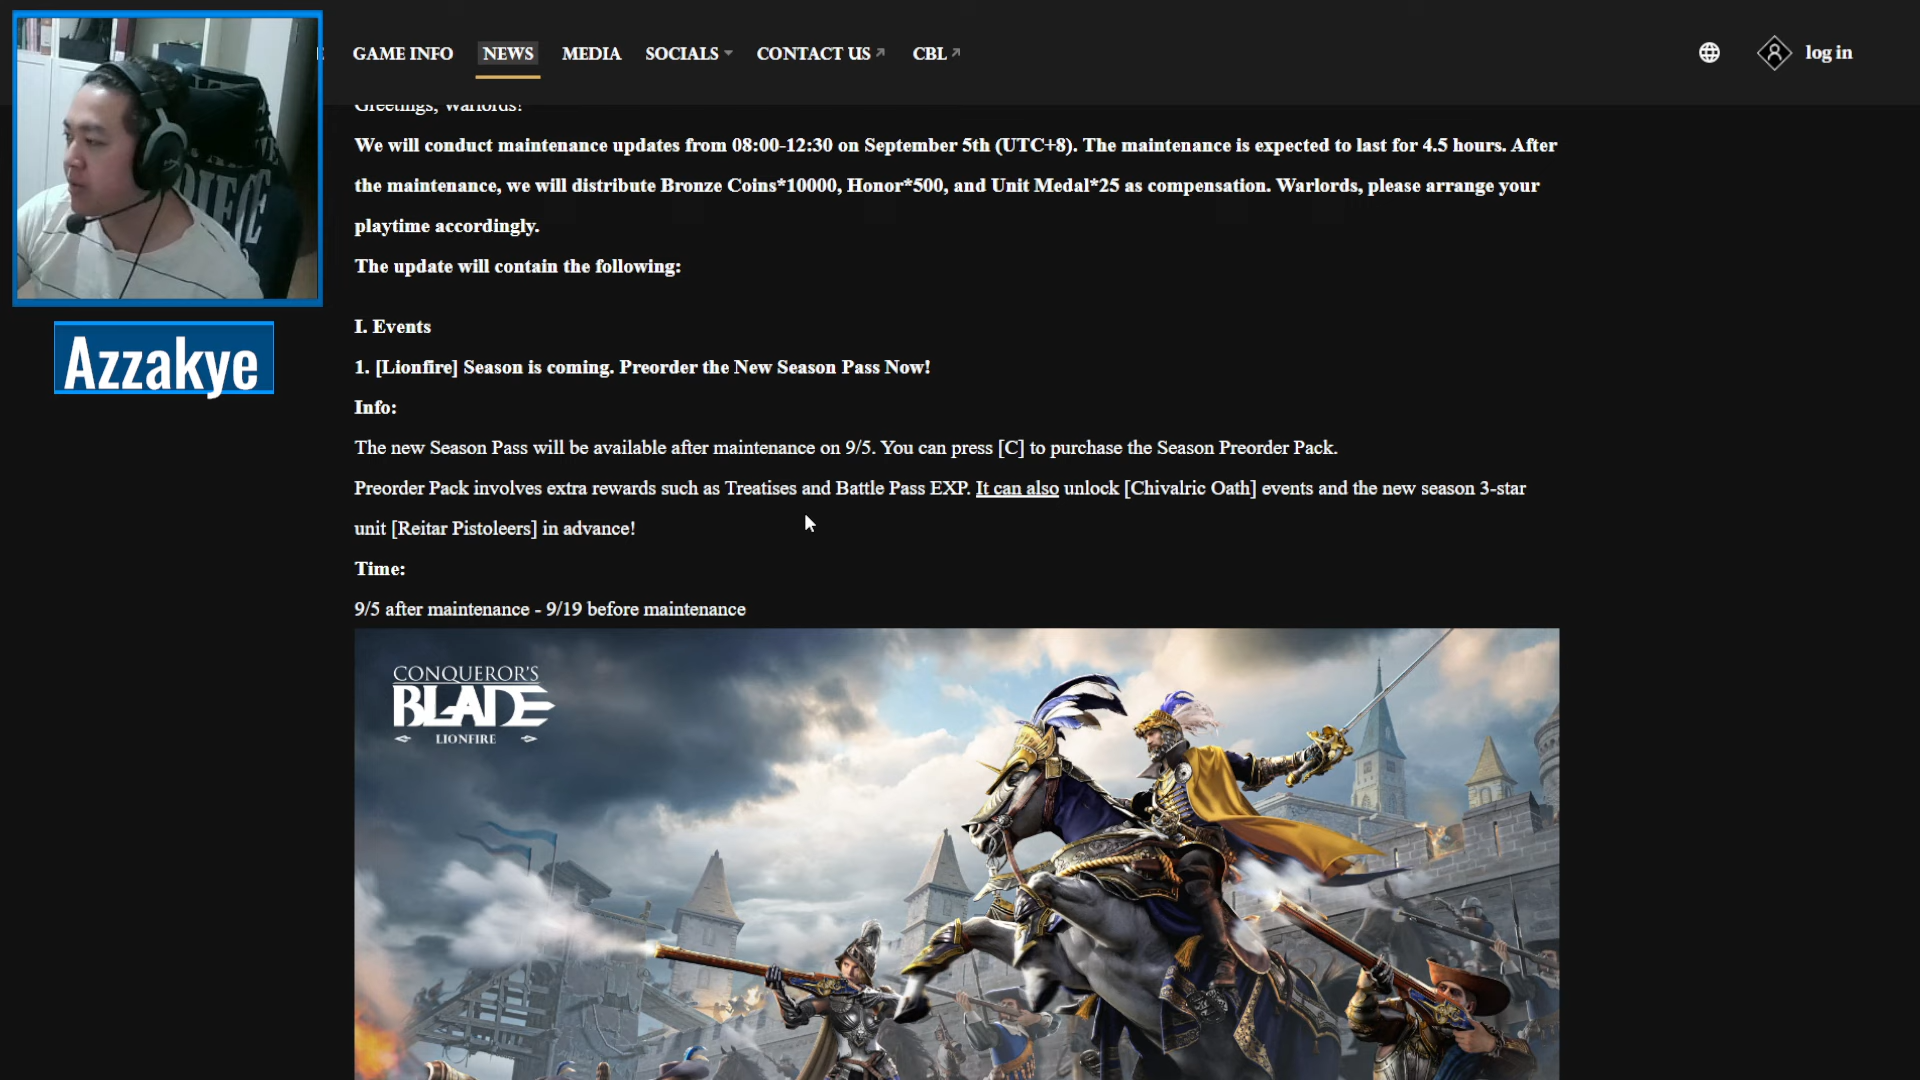 GAME INFO NEWS MEDIA SOCIALS CONTACT US CBL log in
Greetings, Warlords!
We will conduct maintenance updates from 08:00-12:30 on September 5th (UTC+8). The maintenance is expected to last for 4.5 hours. After
the maintenance, we will distribute Bronze Coins*10000, Honor*500, and Unit Medal*25 as compensation. Warlords, please arrange your
playtime accordingly.
The update will contain the following:
Azzakye
I. Events
1. [Lionfire] Season is coming. Preorder the New Season Pass Now!
Info:
The new Season Pass will be available after maintenance on 9/5. You can press [C] to purchase the Season Preorder Pack.
Preorder Pack involves extra rewards such as Treatises and Battle Pass EXP. It can also unlock [Chivalric Oath] events and the new season 3-star
unit [Reitar Pistoleers] in advance!
Time:
9/5 after maintenance - 9/19 before maintenance
CONQUEROR'S
BLADE
LIONFIRE